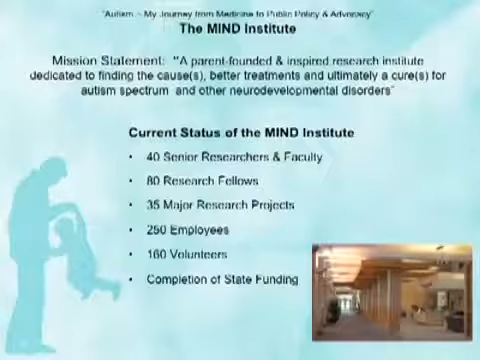 "Autism ~ My Journey from Medicine to Public Policy & Advocacy"
The MIND Institute
Mission Statement: "A parent-founded & inspired research institute
dedicated to finding the cause(s), better treatments and ultimately a cure(s) for
autism spectrum and other neurodevelopmental disorders"
Current Status of the MIND Institute
• 40 Senior Researchers & Faculty
• 80 Research Fellows
• 35 Major Research Projects
• 250 Employees
• 160 Volunteers
• Completion of State Funding